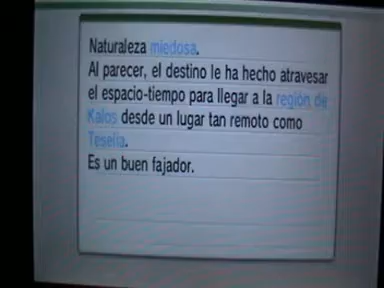 Naturaleza miedosa.
Al parecer, el destino le ha hecho atravesar
el espacio-tiempo para llegar a la región de
Kalos desde un lugar tan remoto como
Teselia.
Es un buen fajador.